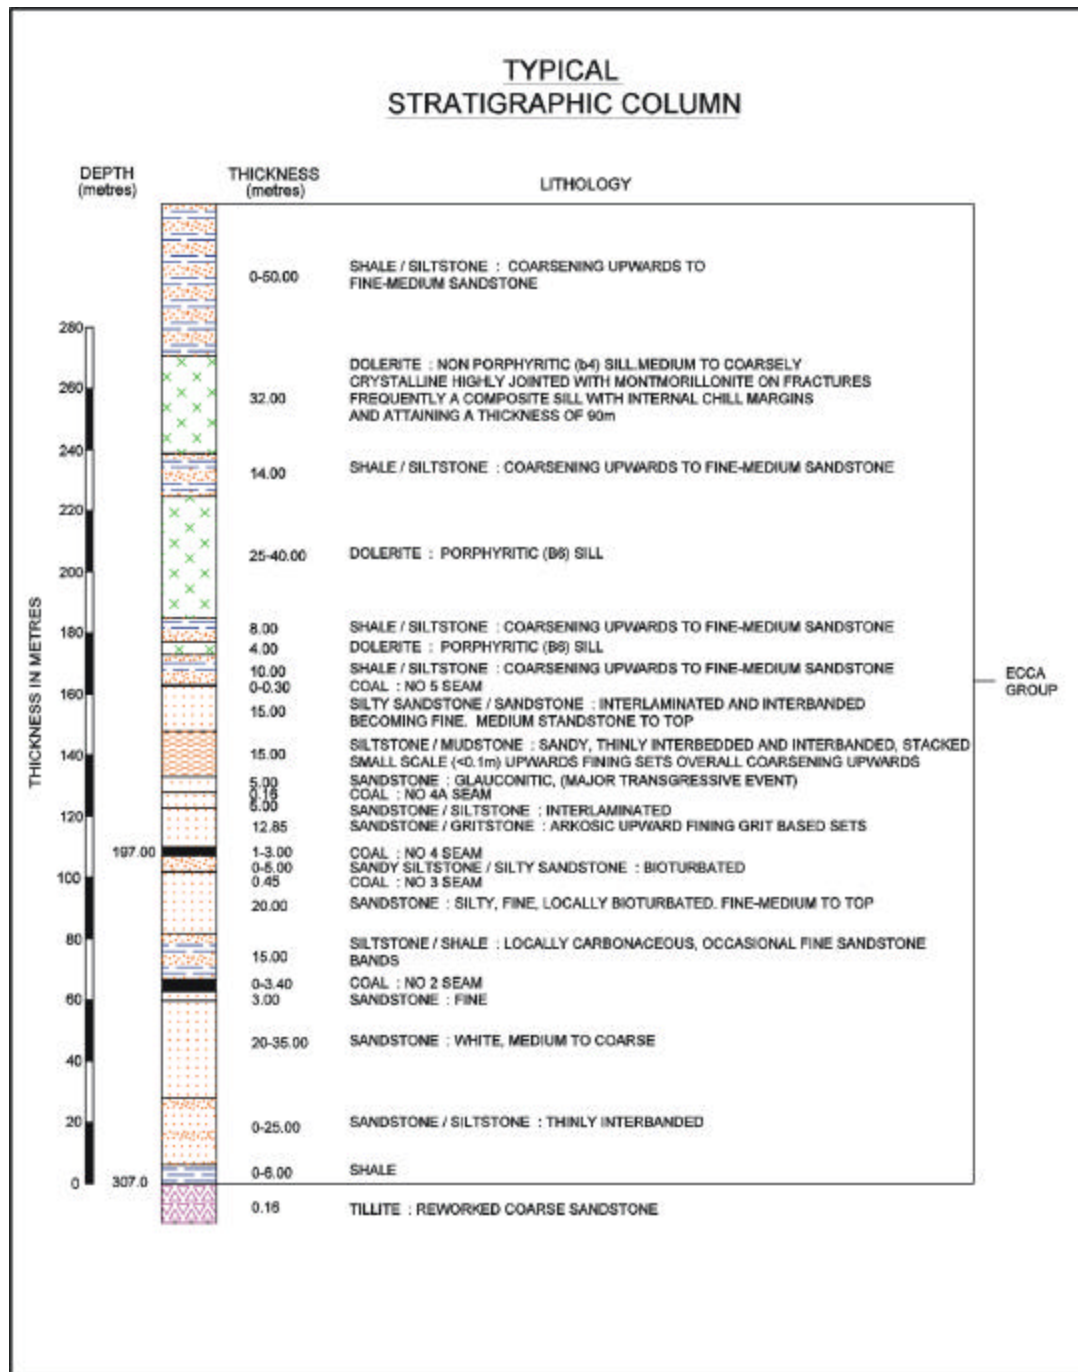 TYPICAL
STRATIGRAPHIC COLUMN
DEPTH
(metres)
THICKNESS
(metres)
LITHOLOGY
0-50.00
SHALE / SILTSTONE : COARSENING UPWARDS TO
FINE-MEDIUM SANDSTONE
280
DOLERITE : NON PORPHYRITIC (b4) SILL.MEDIUM TO COARSELY
CRYSTALLINE HIGHLY JOINTED WITH MONTMORILLONITE ON FRACTURES
FREQUENTLY A COMPOSITE SILL WITH INTERNAL CHILL MARGINS
AND ATTAINING A THICKNESS OF 90m
260
32.00
240
14.00
SHALE / SILTSTONE : COARSENING UPWARDS TO FINE-MEDIUM SANDSTONE
220
25-40.00
DOLERITE : PORPHYRITIC (B6) SILL
200
THICKNESS IN METRES
180
8.00
SHALE / SILTSTONE : COARSENING UPWARDS TO FINE-MEDIUM SANDSTONE
4.00
DOLERITE : PORPHYRITIC (B6) SILL
10.00
SHALE / SILTSTONE : COARSENING UPWARDS TO FINE-MEDIUM SANDSTONE
ECCA
GROUP
0-0.30
COAL : NO 5 SEAM
160
15.00
SILTY SANDSTONE / SANDSTONE : INTERLAMINATED AND INTERBANDED
BECOMING FINE. MEDIUM STANDSTONE TO TOP
140
15.00
SILTSTONE / MUDSTONE : SANDY, THINLY INTERBEDDED AND INTERBANDED, STACKED
SMALL SCALE (<0.1m) UPWARDS FINING SETS OVERALL COARSENING UPWARDS
5.00
SANDSTONE : GLAUCONITIC, (MAJOR TRANSGRESSIVE EVENT)
0.16
COAL : NO 4A SEAM
5.00
SANDSTONE / SILTSTONE : INTERLAMINATED
120
12.85
SANDSTONE / GRITSTONE : ARKOSIC UPWARD FINING GRIT BASED SETS
197.00
1-3.00
COAL : NO 4 SEAM
0-5.00
SANDY SILTSTONE / SILTY SANDSTONE : BIOTURBATED
100
0.45
COAL : NO 3 SEAM
20.00
SANDSTONE : SILTY, FINE, LOCALLY BIOTURBATED. FINE-MEDIUM TO TOP
80
15.00
SILTSTONE / SHALE : LOCALLY CARBONACEOUS, OCCASIONAL FINE SANDSTONE
BANDS
0-3.40
COAL : NO 2 SEAM
60
3.00
SANDSTONE : FINE
20-35.00
SANDSTONE : WHITE, MEDIUM TO COARSE
40
20
0-25.00
SANDSTONE / SILTSTONE : THINLY INTERBANDED
0
307.0
0-6.00
SHALE
0.16
TILLITE : REWORKED COARSE SANDSTONE